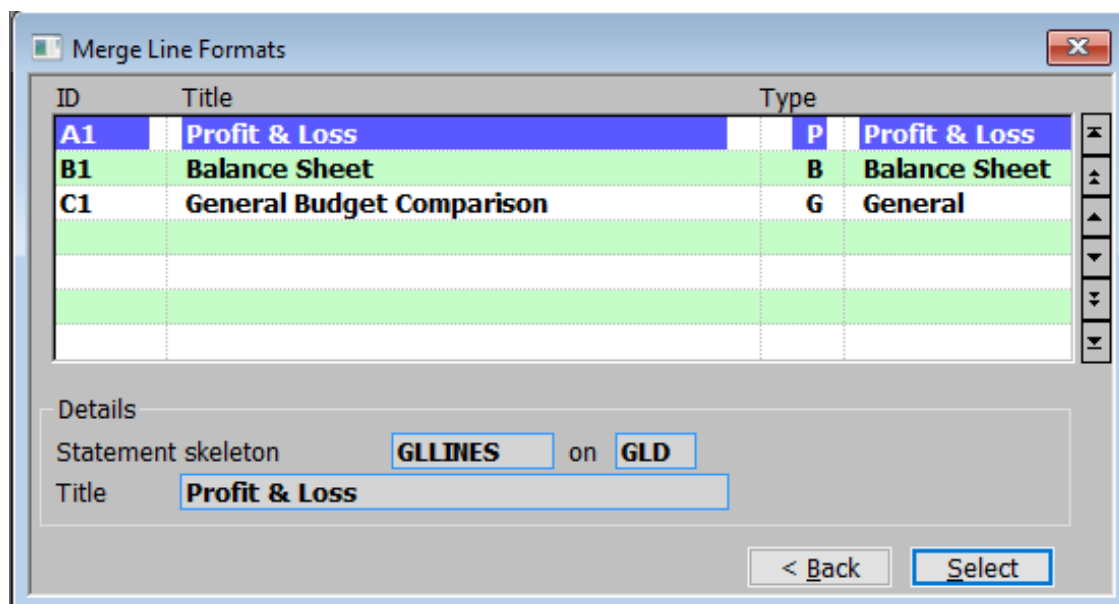 Merge Line Formats
ID Title Type
A1 Profit & Loss P Profit & Loss
B1 Balance Sheet B Balance Sheet
C1 General Budget Comparison G General
Details
Statement skeleton GLLINES on GLD
Title Profit & Loss
< Back Select